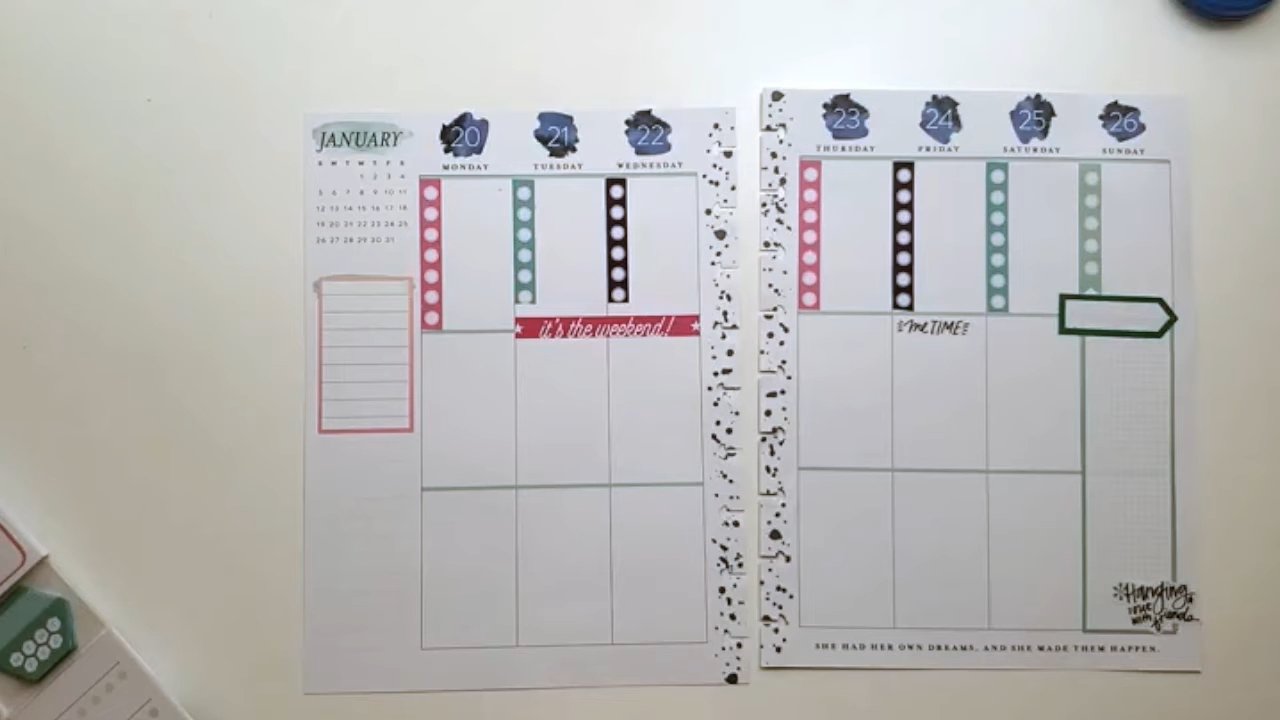 JANUARY
S M T W T F S
1 2 3 4
5 6 7 8 9 10 11
12 13 14 15 16 17 18
19 20 21 22 23 24 25
26 27 28 29 30 31
20
MONDAY
21
TUESDAY
22
WEDNESDAY
23
THURSDAY
24
FRIDAY
25
SATURDAY
26
SUNDAY
it's the weekend!
me TIME
Hanging
out
with friends
SHE HAD HER OWN DREAMS, AND SHE MADE THEM HAPPEN.